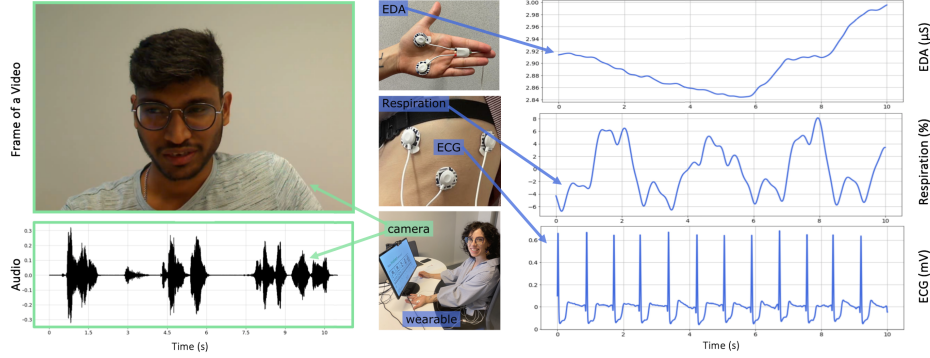 Frame of a Video
Audio
0.3
0.2
0.1
0.0
-0.1
-0.2
-0.3
0 1.5 3 4.5 6 7.5 9 10
Time (s)
EDA
Respiration
ECG
camera
wearable
3.00
2.98
2.96
2.94
2.92
2.90
2.88
2.86
2.84
0 2 4 6 8 10
EDA (µS)
8
6
4
2
0
−2
−4
−6
0 2 4 6 8 10
Respiration (%)
0.6
0.4
0.2
0.0
0 2 4 6 8 10
Time (s)
ECG (mV)